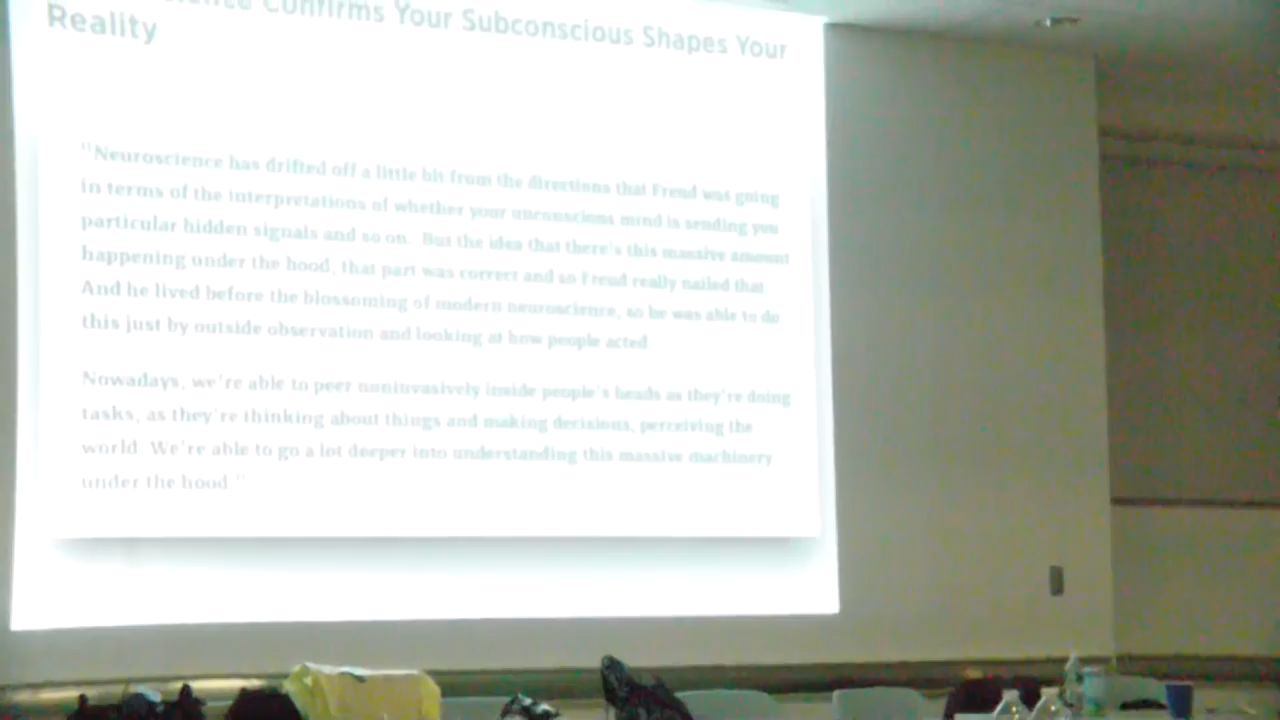 Confirms Your Subconscious Shapes Your
Reality
"Neuroscience has drifted off a little bit from the directions that Freud was going
in terms of the interpretations of whether your unconscious mind is sending you
particular hidden signals and so on. But the idea that there's this massive amount
happening under the hood, that part was correct and so Freud really nailed that.
And he lived before the blossoming of modern neuroscience, so he was able to do
this just by outside observation and looking at how people acted.
Nowadays, we're able to peer noninvasively inside people's heads as they're doing
tasks, as they're thinking about things and making decisions, perceiving the
world. We're able to go a lot deeper into understanding this massive machinery
under the hood."